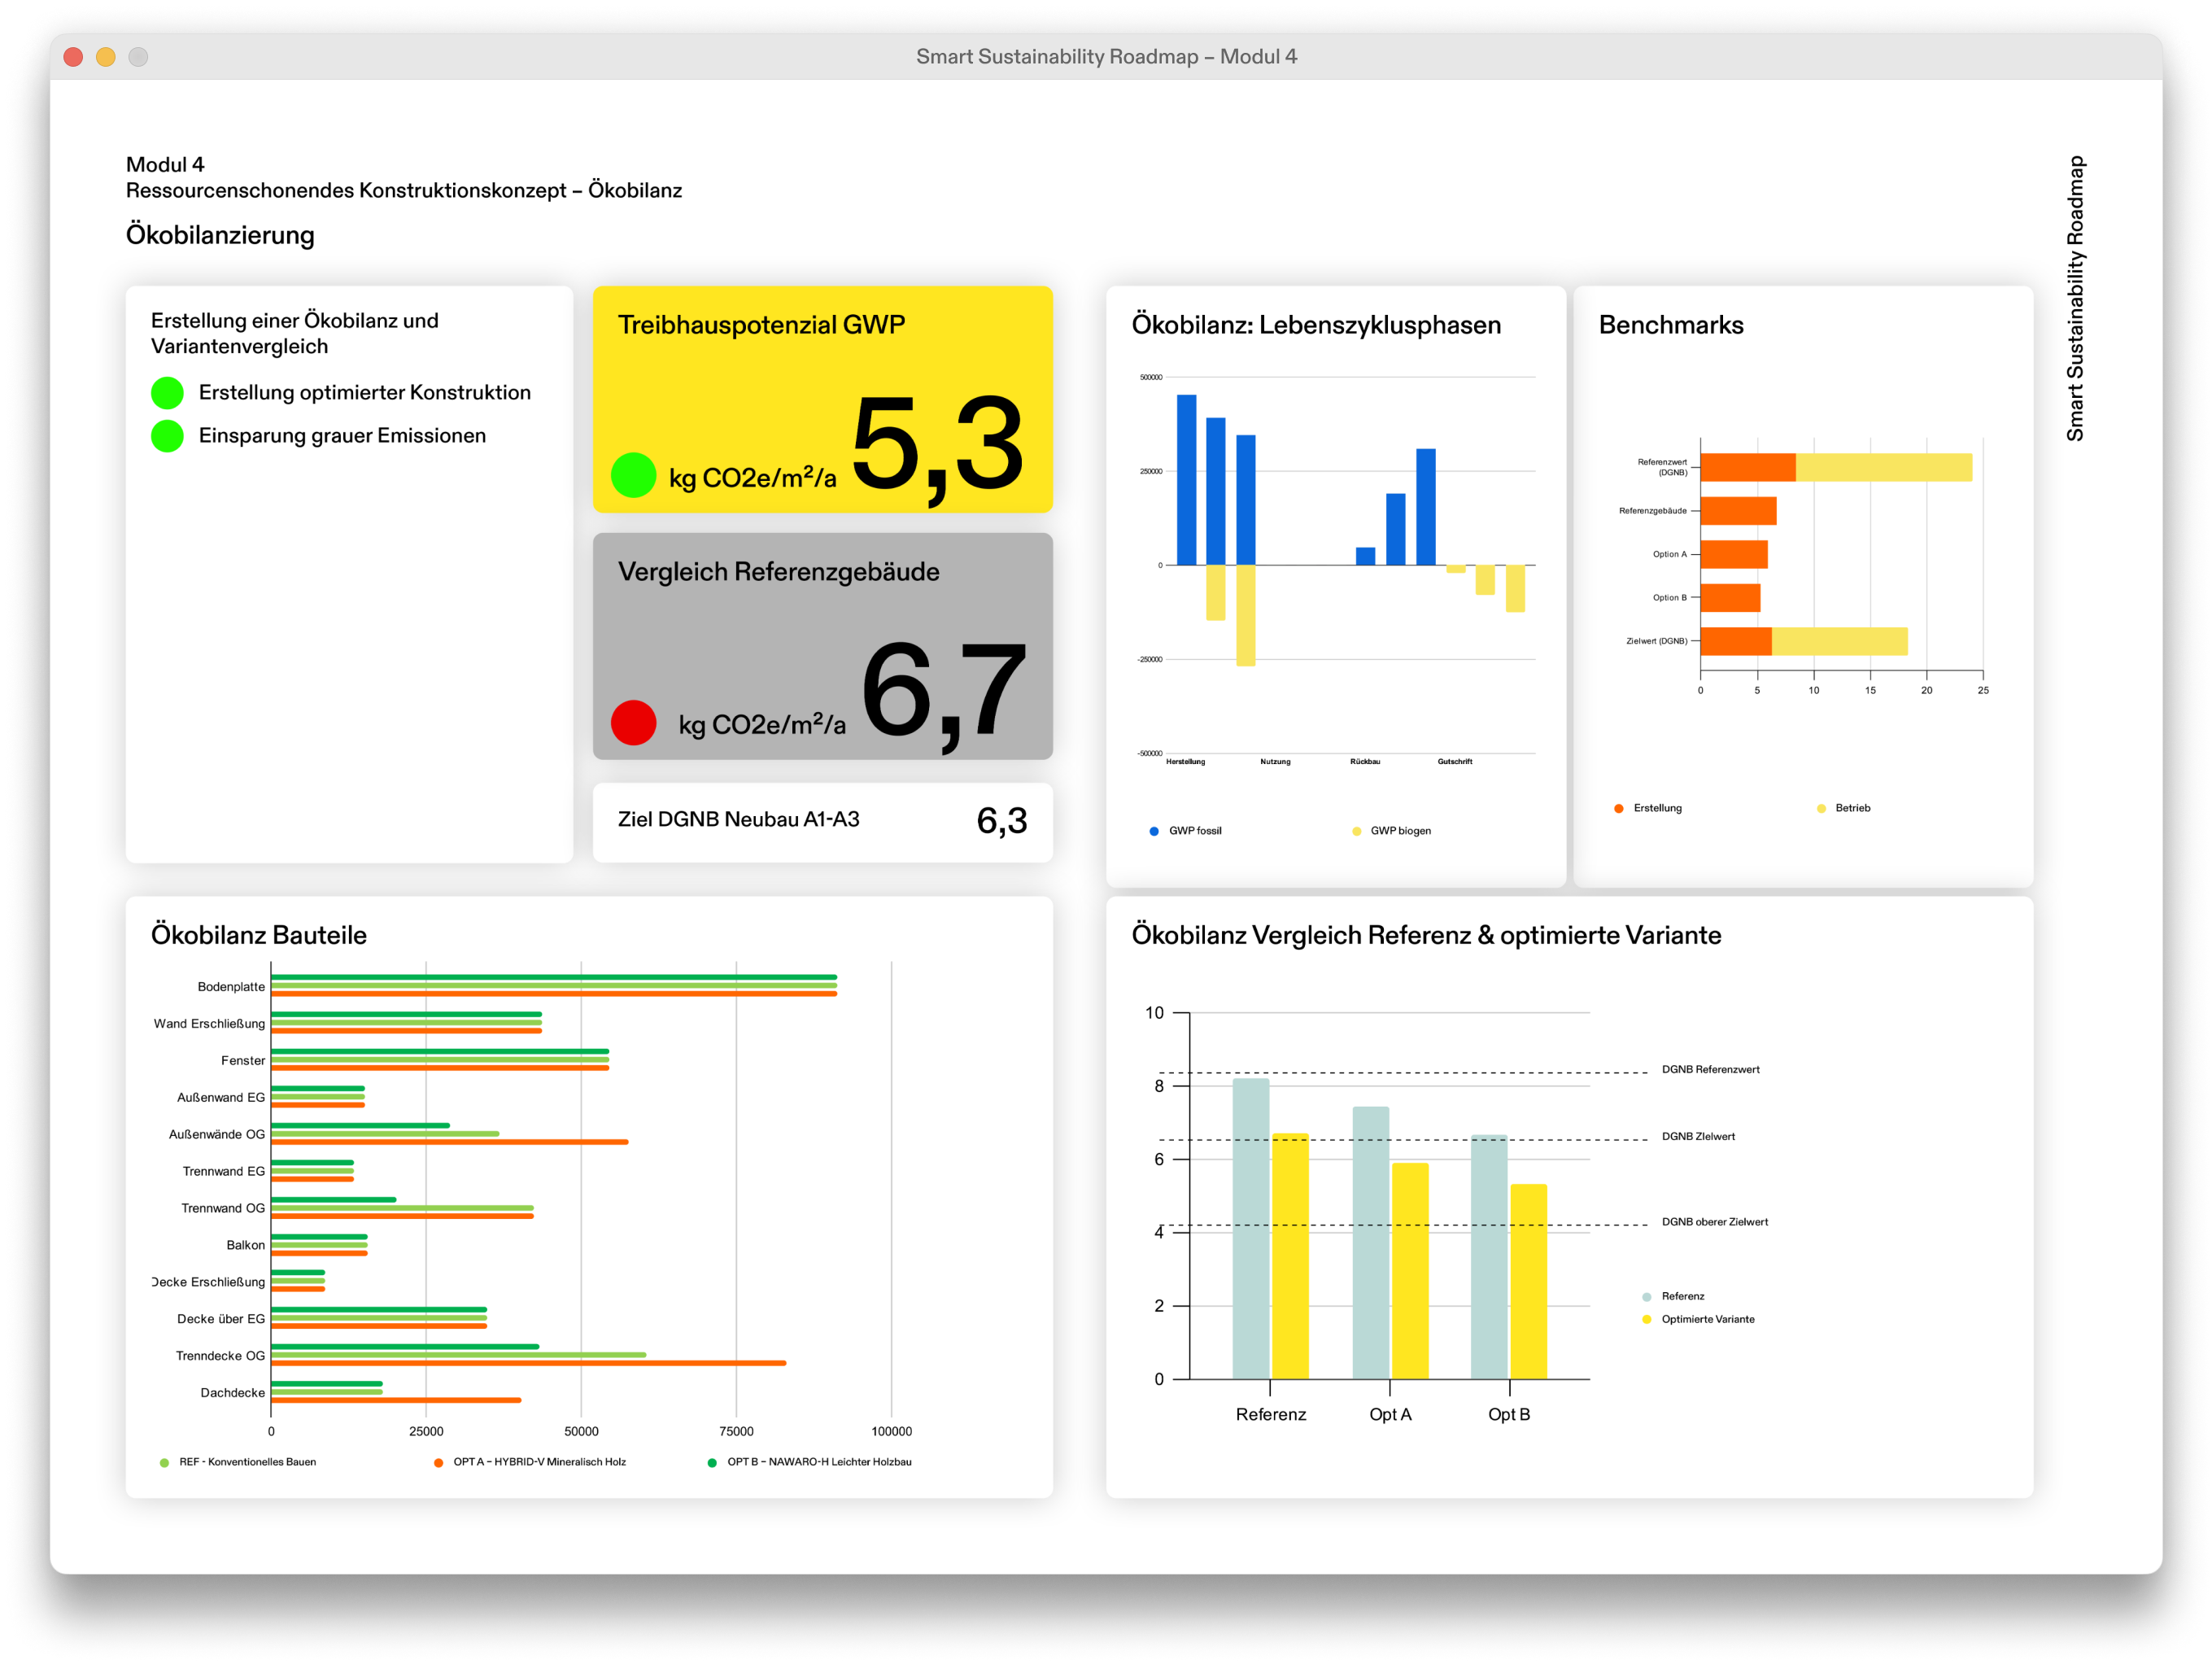 Smart Sustainability Roadmap – Modul 4
Modul 4
Ressourcenschonendes Konstruktionskonzept – Ökobilanz
Ökobilanzierung
Smart Sustainability Roadmap
Erstellung einer Ökobilanz und
Variantenvergleich
Erstellung optimierter Konstruktion
Einsparung grauer Emissionen
Treibhauspotenzial GWP
kg CO2e/m²/a 5,3
Vergleich Referenzgebäude
kg CO2e/m²/a 6,7
Ziel DGNB Neubau A1-A3 6,3
Ökobilanz: Lebenszyklusphasen
500000
250000
0
-250000
-500000
Herstellung Nutzung Rückbau Gutschrift
GWP fossil GWP biogen
Benchmarks
Referenzwert
(DGNB)
Referenzgebäude
Option A
Option B
Zielwert (DGNB)
0 5 10 15 20 25
Erstellung Betrieb
Ökobilanz Bauteile
Bodenplatte
Wand Erschließung
Fenster
Außenwand EG
Außenwände OG
Trennwand EG
Trennwand OG
Balkon
Decke Erschließung
Decke über EG
Trenndecke OG
Dachdecke
0 25000 50000 75000 100000
REF - Konventionelles Bauen OPT A – HYBRID-V Mineralisch Holz OPT B – NAWARO-H Leichter Holzbau
Ökobilanz Vergleich Referenz & optimierte Variante
10
8
6
4
2
0
DGNB Referenzwert
DGNB ZIelwert
DGNB oberer Zielwert
Referenz
Optimierte Variante
Referenz Opt A Opt B